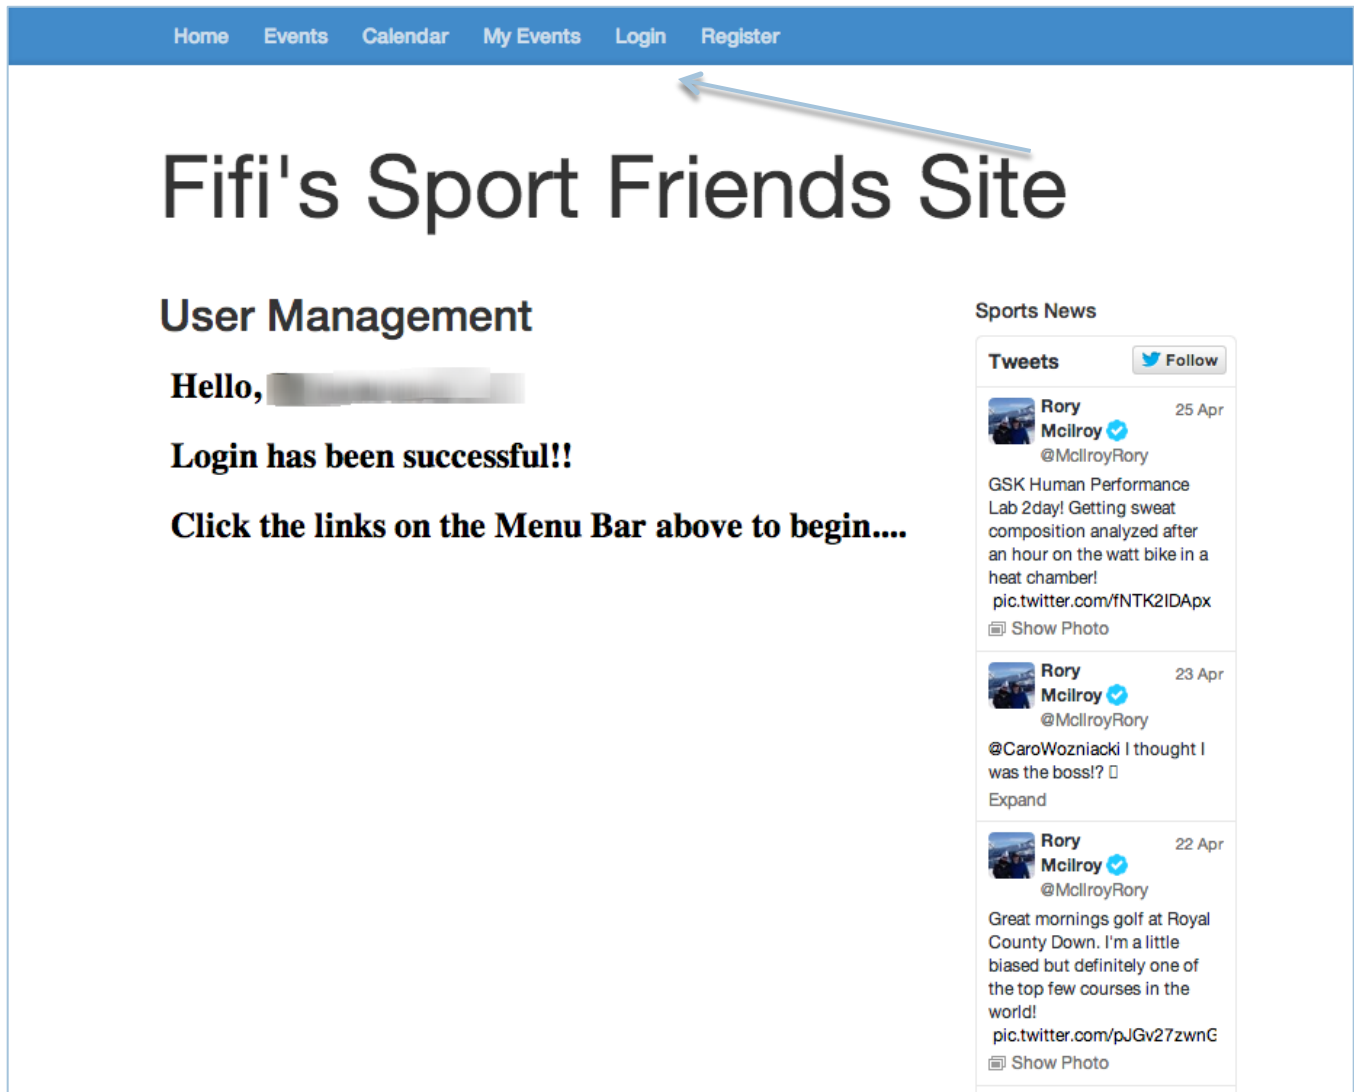 Home Events Calendar My Events Login Register
Fifi's Sport Friends Site
User Management
Hello,
Login has been successful!!
Click the links on the Menu Bar above to begin....
Sports News
Tweets Follow
Rory 25 Apr
Mcilroy
@McIlroyRory
GSK Human Performance
Lab 2day! Getting sweat
composition analyzed after
an hour on the watt bike in a
heat chamber!
pic.twitter.com/fNTK2IDApx
Show Photo
Rory 23 Apr
Mcilroy
@McIlroyRory
@CaroWozniacki I thought I
was the boss!?
Expand
Rory 22 Apr
Mcilroy
@McIlroyRory
Great mornings golf at Royal
County Down. I'm a little
biased but definitely one of
the top few courses in the
world!
pic.twitter.com/pJGv27zwnG
Show Photo